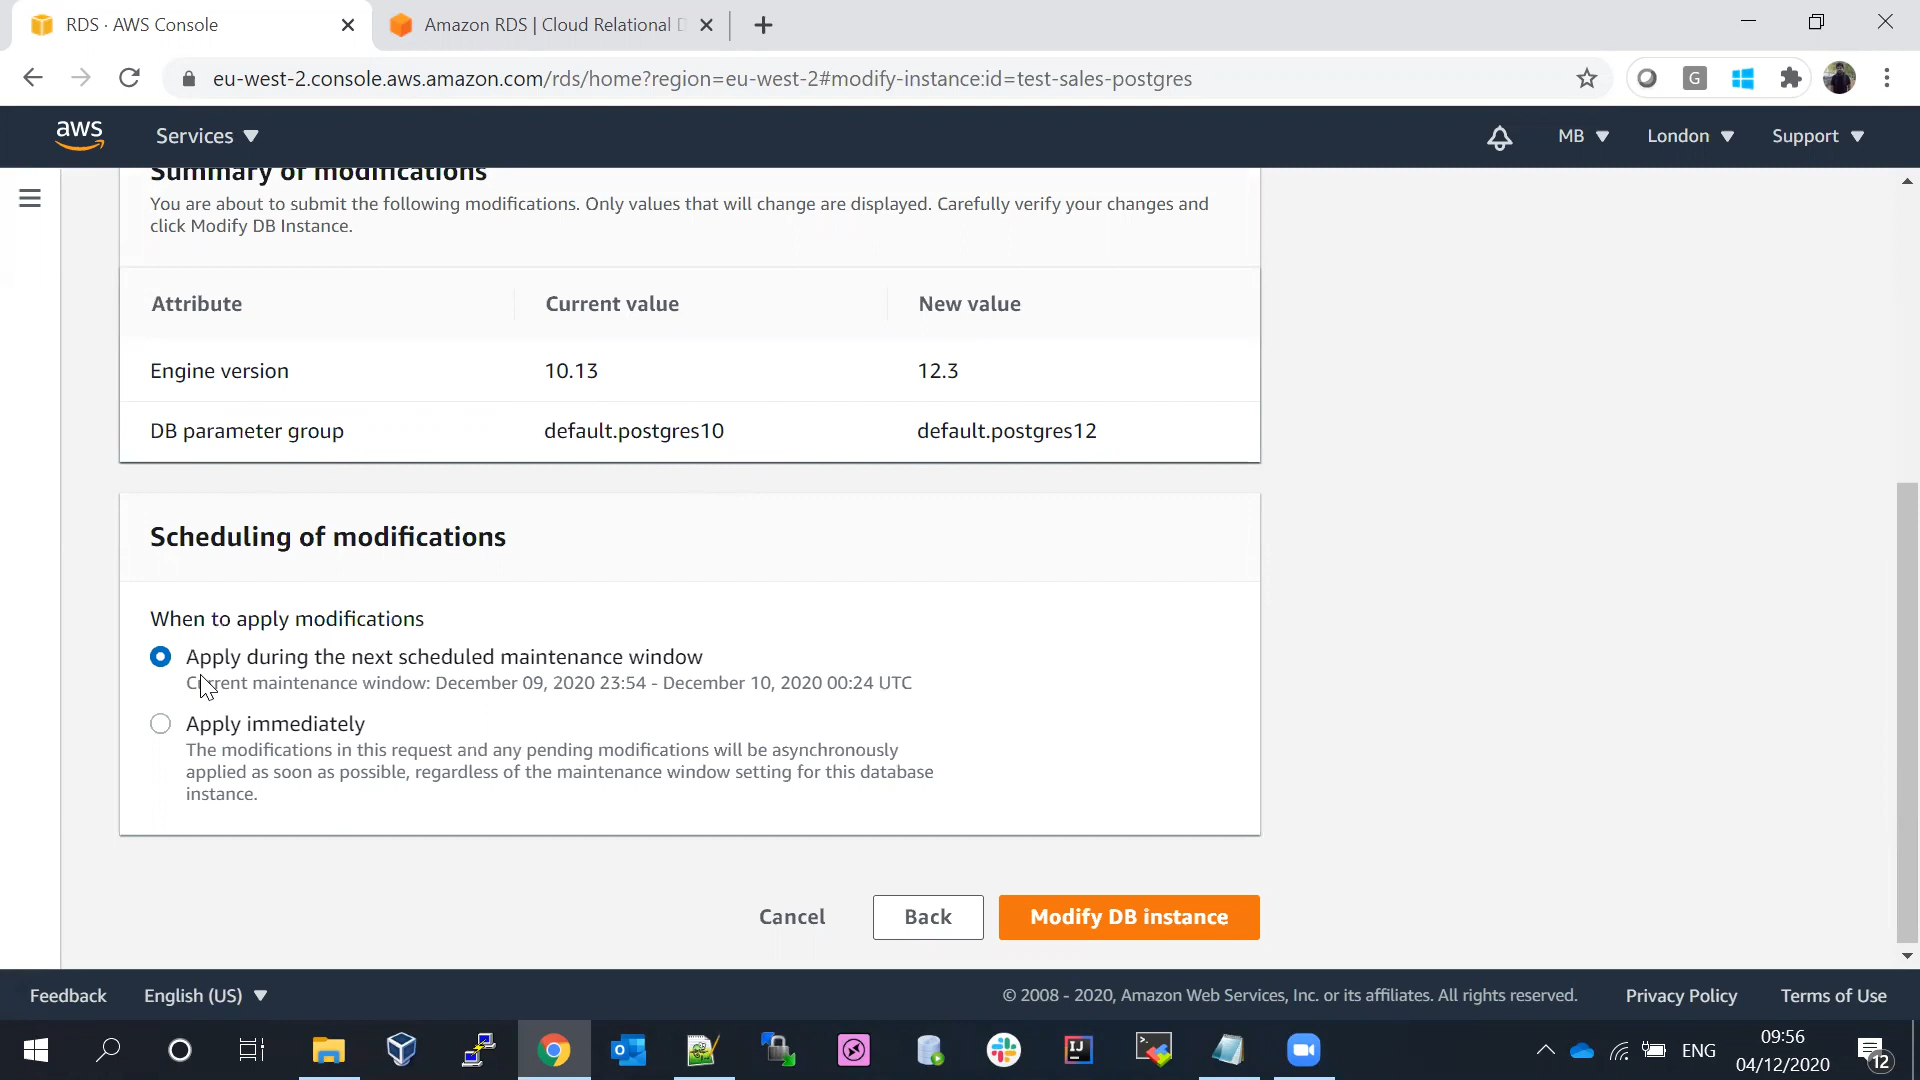 RDS · AWS Console
Amazon RDS | Cloud Relational D
eu-west-2.console.aws.amazon.com/rds/home?region=eu-west-2#modify-instance:id=test-sales-postgres
G
aws
Services
MB
London
Support
Summary of modifications
You are about to submit the following modifications. Only values that will change are displayed. Carefully verify your changes and
click Modify DB Instance.
Attribute
Current value
New value
Engine version
10.13
12.3
DB parameter group
default.postgres10
default.postgres12
Scheduling of modifications
When to apply modifications
Apply during the next scheduled maintenance window
Current maintenance window: December 09, 2020 23:54 - December 10, 2020 00:24 UTC
Apply immediately
The modifications in this request and any pending modifications will be asynchronously
applied as soon as possible, regardless of the maintenance window setting for this database
instance.
Cancel
Back
Modify DB instance
Feedback
English (US)
© 2008 - 2020, Amazon Web Services, Inc. or its affiliates. All rights reserved.
Privacy Policy
Terms of Use
IJ
ENG
09:56
04/12/2020
12